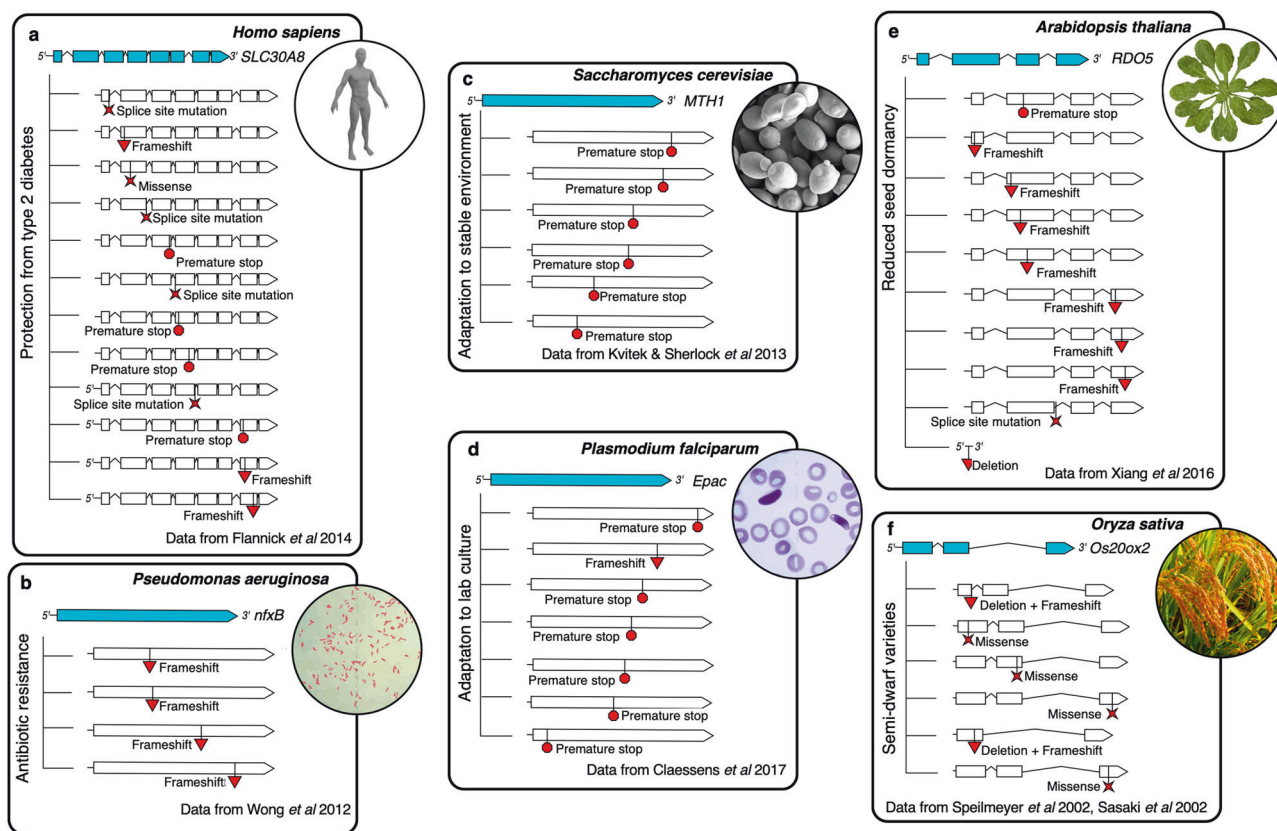 a
Homo sapiens
5' 3' SLC30A8
Protection from type 2 diabetes
Splice site mutation
Frameshift
Missense
Splice site mutation
Premature stop
Splice site mutation
Premature stop
Premature stop
5'
Splice site mutation
5'
Premature stop
5'
Frameshift
5'
Frameshift
Data from Flannick et al 2014
b
Pseudomonas aeruginosa
5' 3' nfxB
Antibiotic resistance
Frameshift
Frameshift
Frameshift
Frameshift
Data from Wong et al 2012
c
Saccharomyces cerevisiae
5' 3' MTH1
Adaptation to stable environment
Premature stop
Premature stop
Premature stop
Premature stop
Premature stop
Premature stop
Data from Kvitek & Sherlock et al 2013
d
Plasmodium falciparum
5' 3' Epac
Adaptaton to lab culture
Premature stop
Frameshift
Premature stop
Premature stop
Premature stop
Premature stop
Premature stop
Data from Claessens et al 2017
e
Arabidopsis thaliana
5' 3' RDO5
Reduced seed dormancy
Premature stop
Frameshift
Frameshift
Frameshift
Frameshift
Frameshift
Frameshift
Frameshift
Splice site mutation
5' 3'
Deletion
Data from Xiang et al 2016
f
Oryza sativa
5' 3' Os20ox2
Semi-dwarf varieties
Deletion + Frameshift
Missense
Missense
Missense
Deletion + Frameshift
Missense
Data from Speilmeyer et al 2002, Sasaki et al 2002